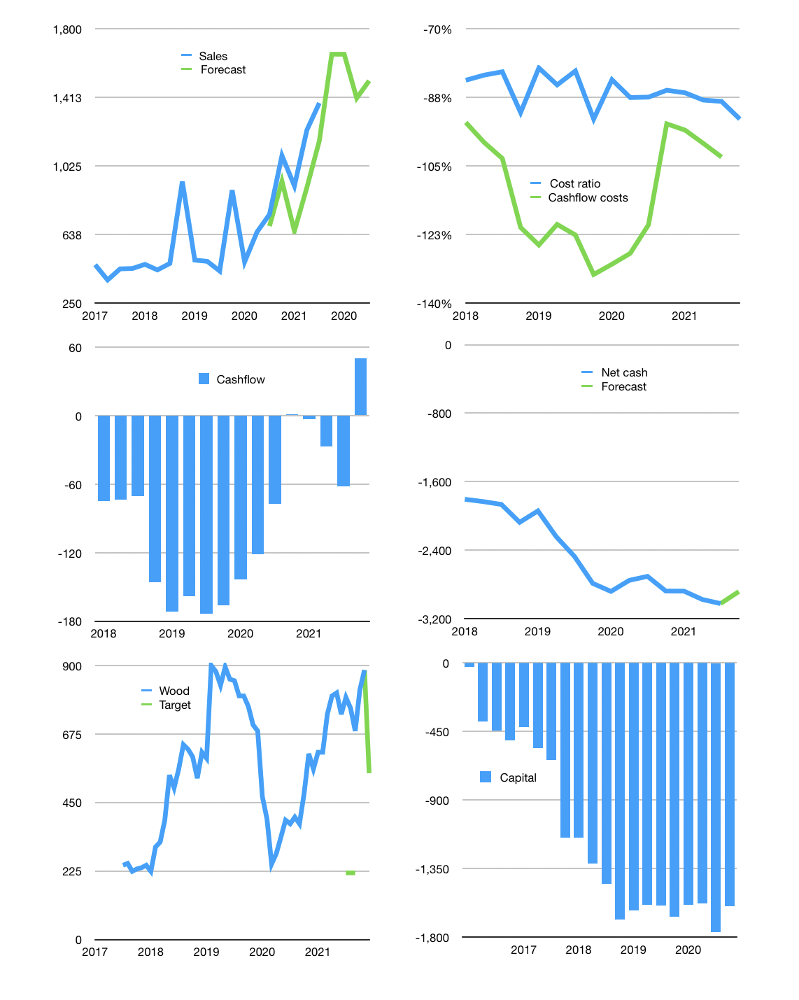 1,800
Sales
Forecast
1,413
1,025
638
250
2017 2018 2019 2020 2021 2020
-70%
-88%
-105%
Cost ratio
Cashflow costs
-123%
-140%
2018 2019 2020 2021
60
Cashflow
0
-60
-120
-180
2018 2019 2020 2021
0
Net cash
Forecast
-800
-1,600
-2,400
-3,200
2018 2019 2020 2021
900
Wood
Target
675
450
225
0
2017 2018 2019 2020 2021
0
-450
Capital
-900
-1,350
-1,800
2017 2018 2019 2020